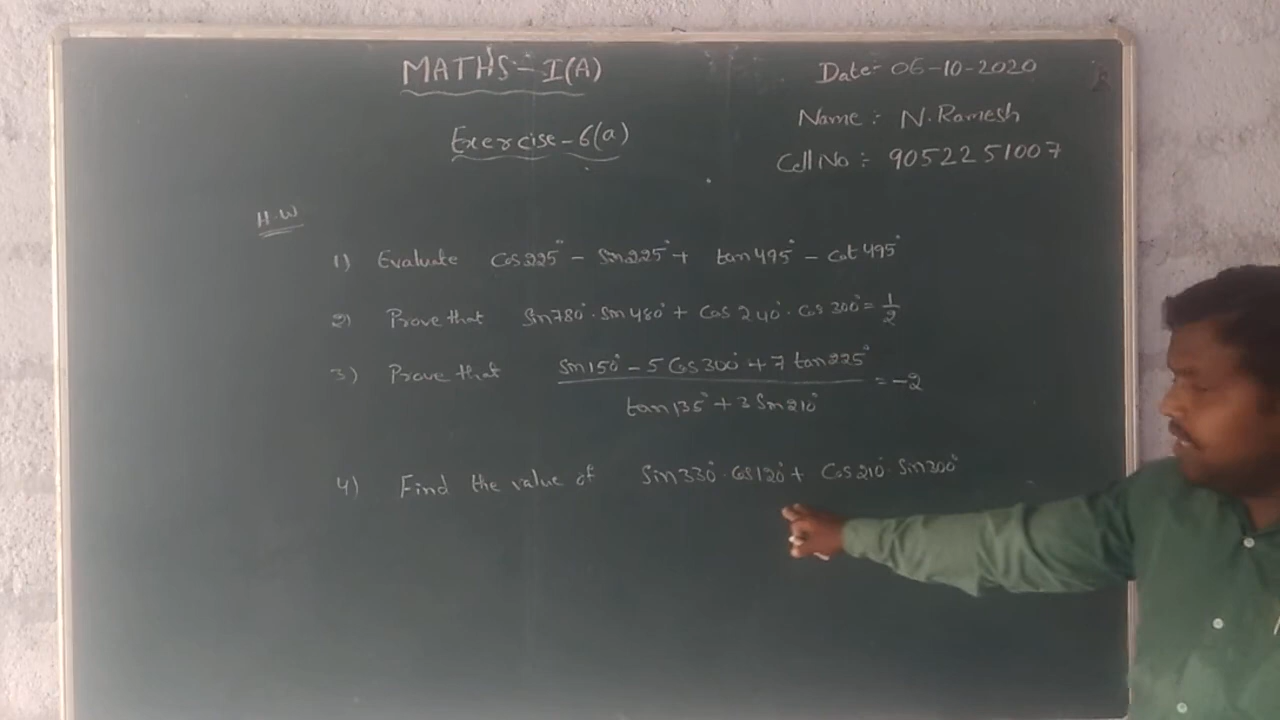 MATHS - I(A)
Date:- 06-10-2020
Exercise - 6(a)
Name : N. Ramesh
Cell No : 9052251007
H.W
1) Evaluate Cos 225° - Sin 225° + tan 495° - cot 495°
2) Prove that Sin 780° . Sin 480° + Cos 240° . Cos 300° = 1/2
3) Prove that Sin 150° - 5 Cos 300° + 7 tan 225° / tan 135° + 3 Sin 210° = -2
4) Find the value of Sin 330° . Cos 120° + Cos 210° . Sin 300°